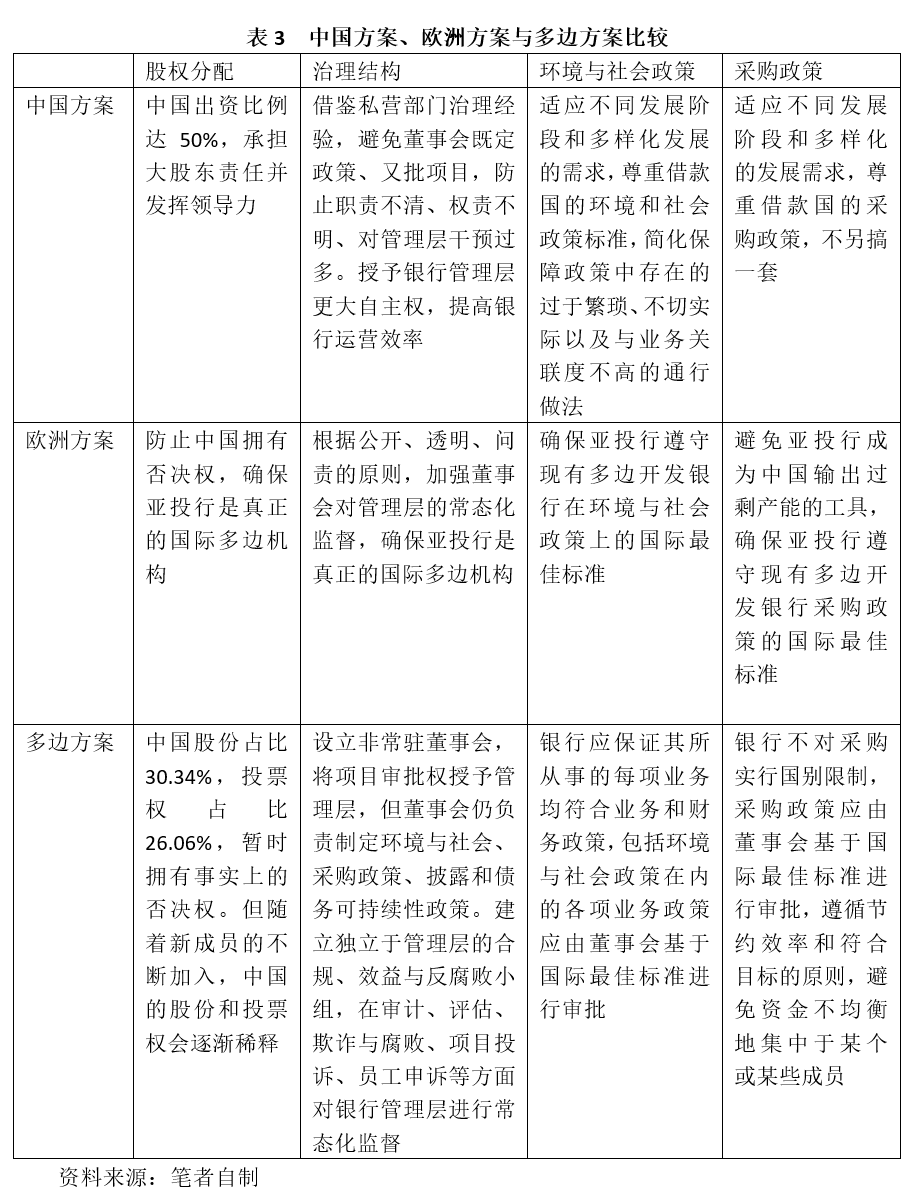 表 3 中国方案、欧洲方案与多边方案比较
股权分配
治理结构
环境与社会政策
采购政策
中国方案
中国出资比例
达 50%，承担
大股东责任并
发挥领导力
借鉴私营部门治理经
验，避免董事会既定
政策、又批项目，防
止职责不清、权责不
明、对管理层干预过
多。授予银行管理层
更大自主权，提高银
行运营效率
适应不同发展阶
段和多样化发展
的需求，尊重借款
国的环境和社会
政策标准，简化保
障政策中存在的
过于繁琐、不切实
际以及与业务关
联度不高的通行
做法
适应不同发展
阶段和多样化
的发展需求，尊
重借款国的采
购政策，不另搞
一套
欧洲方案
防止中国拥有
否决权，确保
亚投行是真正
的国际多边机
构
根据公开、透明、问
责的原则，加强董事
会对管理层的常态化
监督，确保亚投行是
真正的国际多边机构
确保亚投行遵守
现有多边开发银
行在环境与社会
政策上的国际最
佳标准
避免亚投行成
为中国输出过
剩产能的工具，
确保亚投行遵
守现有多边开
发银行采购政
策的国际最佳
标准
多边方案
中国股份占比
30.34%，投票
权占比
26.06%，暂时
拥有事实上的
否决权。但随
着新成员的不
断加入，中国
的股份和投票
权会逐渐稀释
设立非常驻董事会，
将项目审批权授予管
理层，但董事会仍负
责制定环境与社会、
采购政策、披露和债
务可持续性政策。建
立独立于管理层的合
规、效益与反腐败小
组，在审计、评估、
欺诈与腐败、项目投
诉、员工申诉等方面
对银行管理层进行常
态化监督
银行应保证其所
从事的每项业务
均符合业务和财
务政策，包括环境
与社会政策在内
的各项业务政策
应由董事会基于
国际最佳标准进
行审批
银行不对采购
实行国别限制，
采购政策应由
董事会基于国
际最佳标准进
行审批，遵循节
约效率和符合
目标的原则，避
免资金不均衡
地集中于某个
或某些成员
资料来源：笔者自制